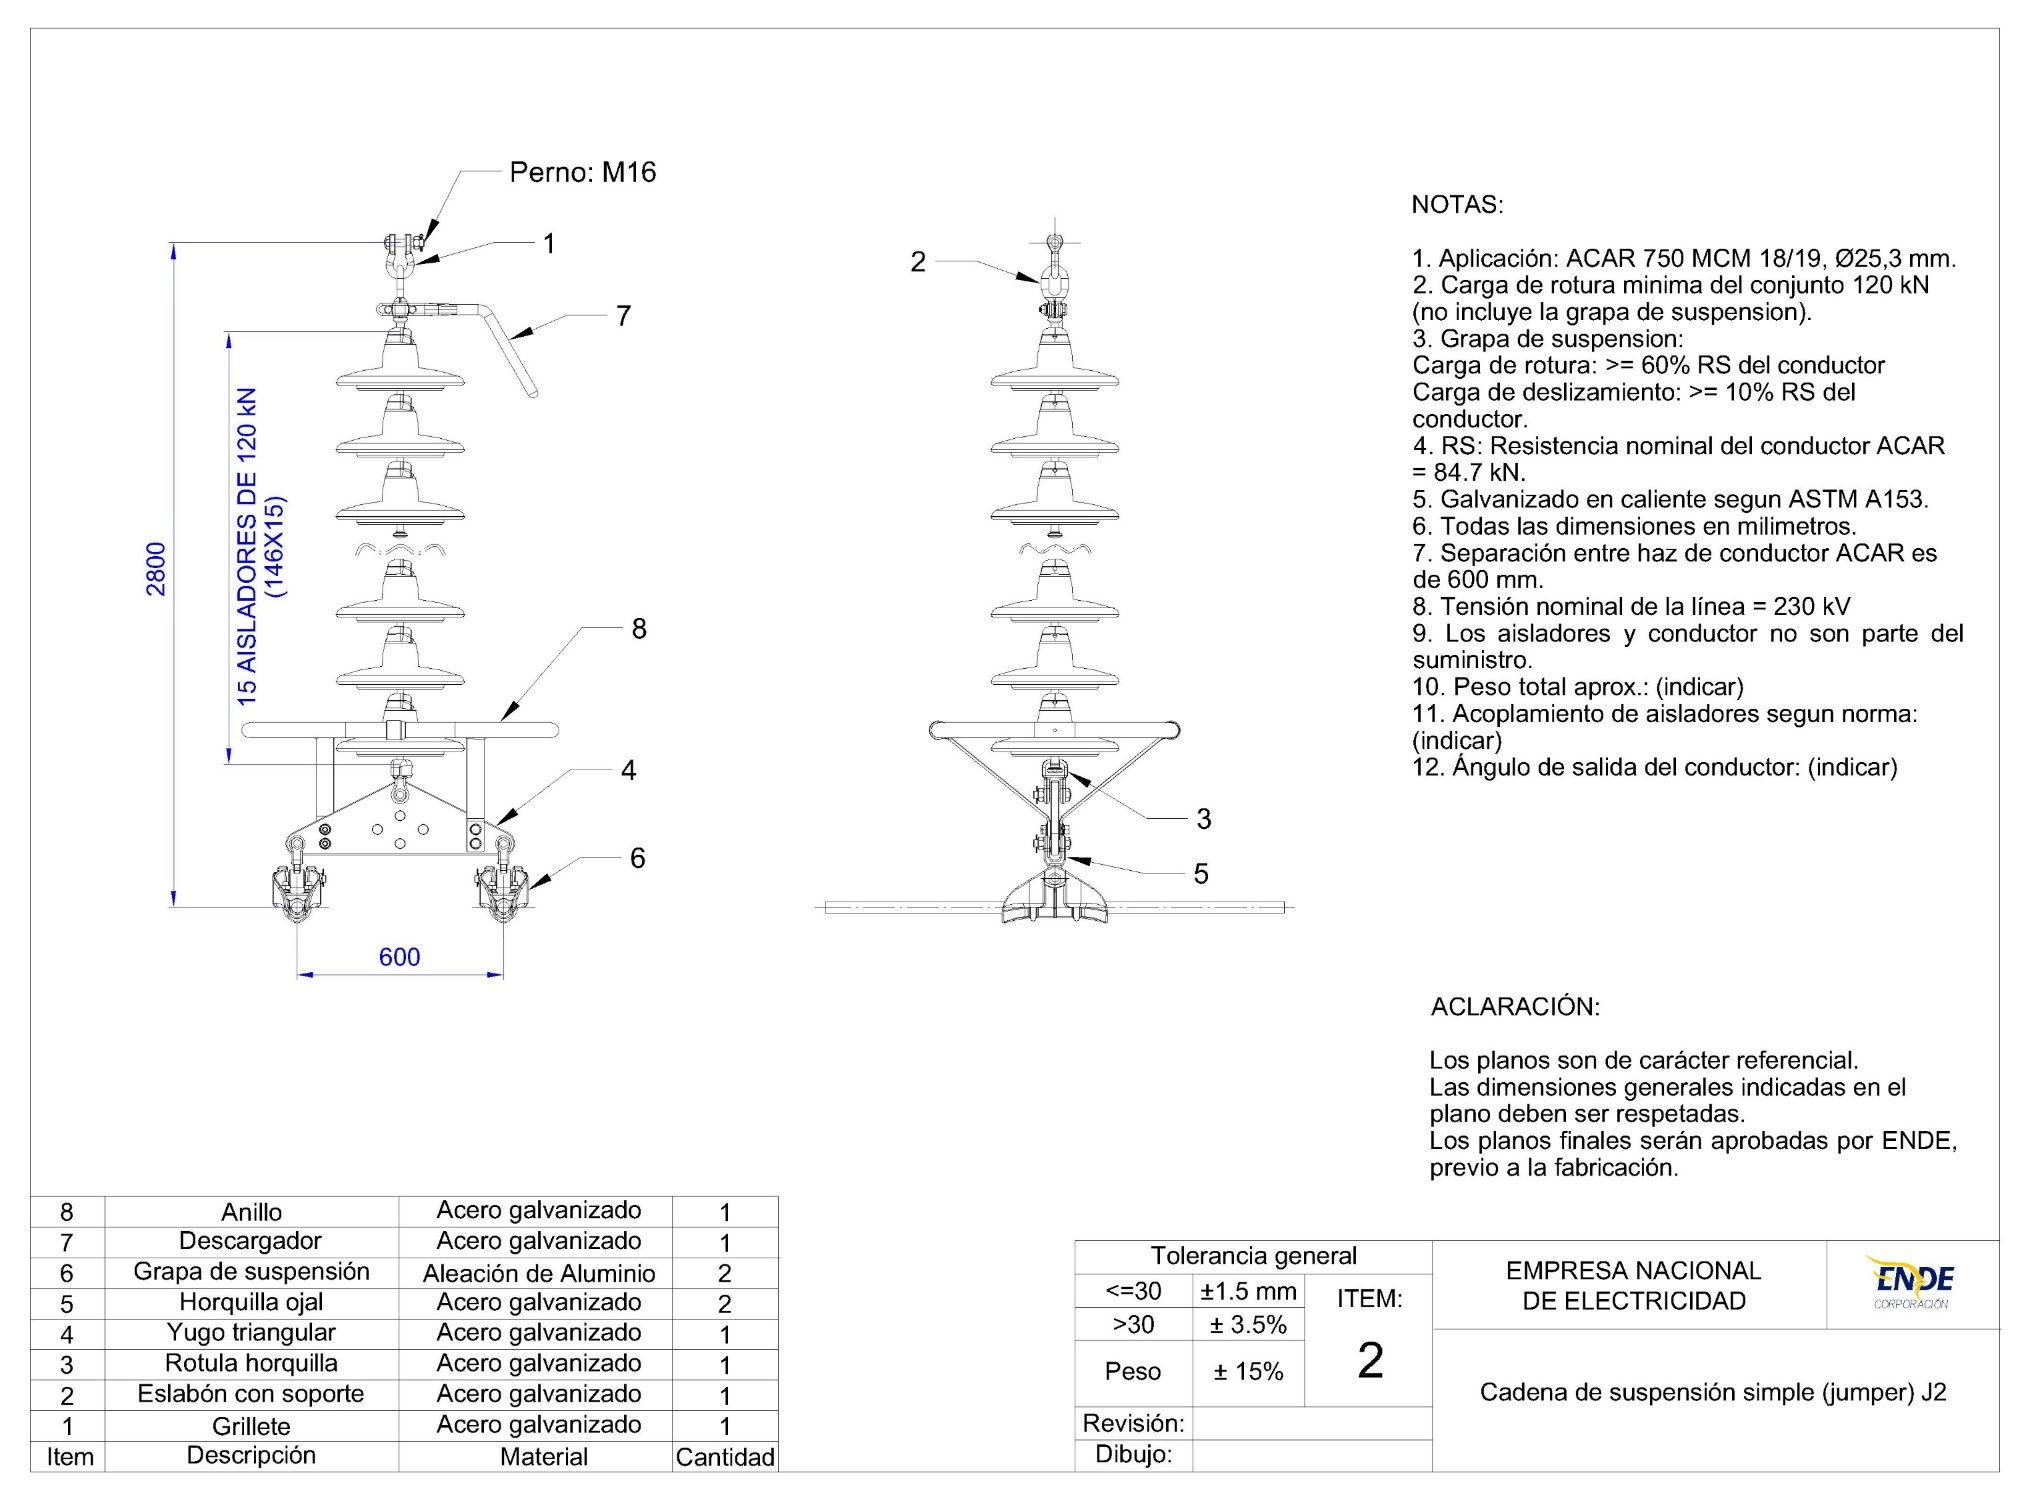 Perno: M16
1
7
2800
15 AISLADORES DE 120 kN
(146X15)
8
4
6
600
2
3
5
NOTAS:
1. Aplicación: ACAR 750 MCM 18/19, Ø25,3 mm.
2. Carga de rotura minima del conjunto 120 kN
(no incluye la grapa de suspension).
3. Grapa de suspension:
Carga de rotura: >= 60% RS del conductor
Carga de deslizamiento: >= 10% RS del
conductor.
4. RS: Resistencia nominal del conductor ACAR
= 84.7 kN.
5. Galvanizado en caliente segun ASTM A153.
6. Todas las dimensiones en milimetros.
7. Separación entre haz de conductor ACAR es
de 600 mm.
8. Tensión nominal de la línea = 230 kV
9. Los aisladores y conductor no son parte del
suministro.
10. Peso total aprox.: (indicar)
11. Acoplamiento de aisladores segun norma:
(indicar)
12. Ángulo de salida del conductor: (indicar)
ACLARACIÓN:
Los planos son de carácter referencial.
Las dimensiones generales indicadas en el
plano deben ser respetadas.
Los planos finales serán aprobadas por ENDE,
previo a la fabricación.
8 Anillo Acero galvanizado 1
7 Descargador Acero galvanizado 1
6 Grapa de suspensión Aleación de Aluminio 2
5 Horquilla ojal Acero galvanizado 2
4 Yugo triangular Acero galvanizado 1
3 Rotula horquilla Acero galvanizado 1
2 Eslabón con soporte Acero galvanizado 1
1 Grillete Acero galvanizado 1
Item Descripción Material Cantidad
Tolerancia general
<=30 ±1.5 mm
>30 ± 3.5%
Peso ± 15%
ITEM:
2
Revisión:
Dibujo:
EMPRESA NACIONAL
DE ELECTRICIDAD
ENDE
CORPORACIÓN
Cadena de suspensión simple (jumper) J2